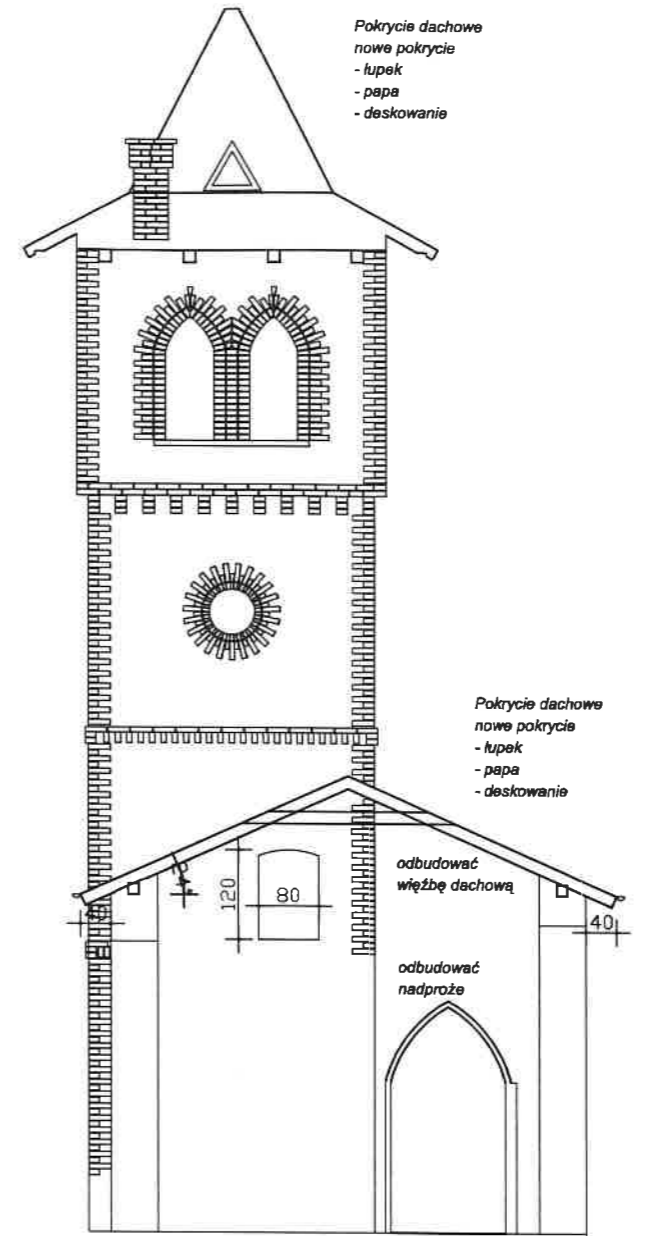 Pokrycie dachowe
nowe pokrycie
- łupek
- papa
- deskowanie
Pokrycie dachowe
nowe pokrycie
- łupek
- papa
- deskowanie
odbudować
więźbę dachową
120
80
40
40
odbudować
nadproże